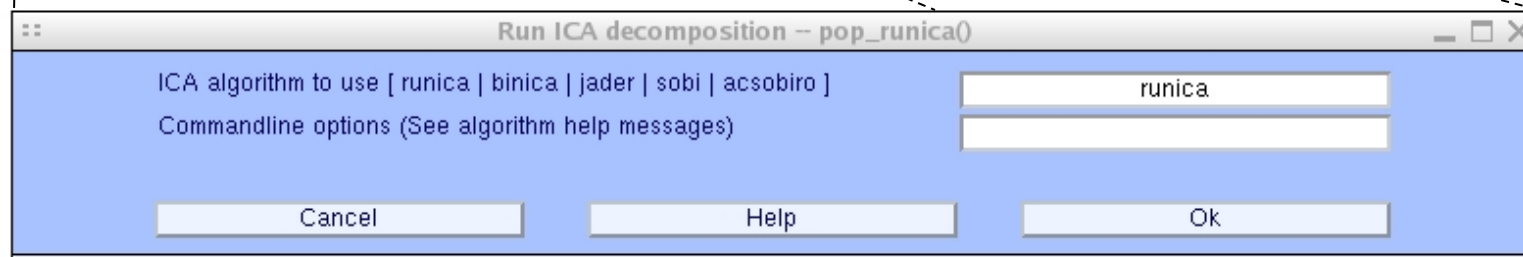 Run ICA decomposition -- pop_runica()
ICA algorithm to use [ runica | binica | jader | sobi | acsobiro ] runica
Commandline options (See algorithm help messages)
Cancel Help Ok